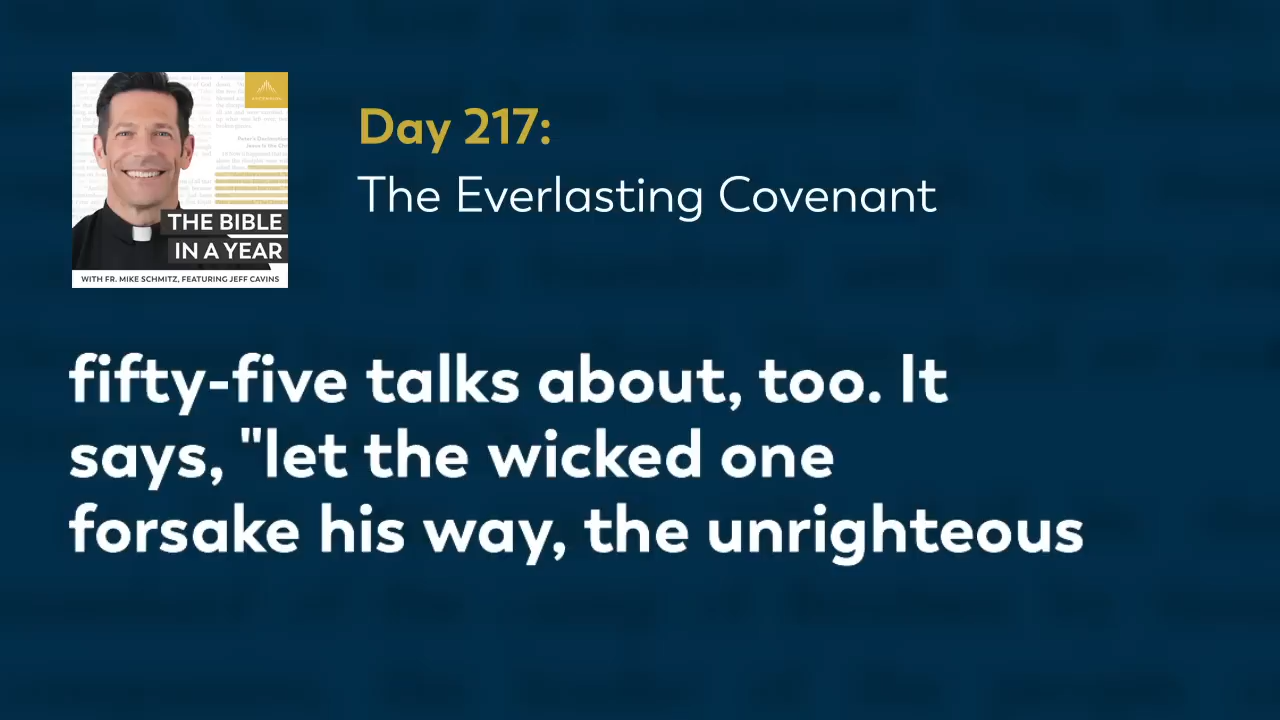 Day 217:
The Everlasting Covenant
THE BIBLE
IN A YEAR
WITH FR. MIKE SCHMITZ, FEATURING JEFF CAVINS
fifty-five talks about, too. It
says, "let the wicked one
forsake his way, the unrighteous